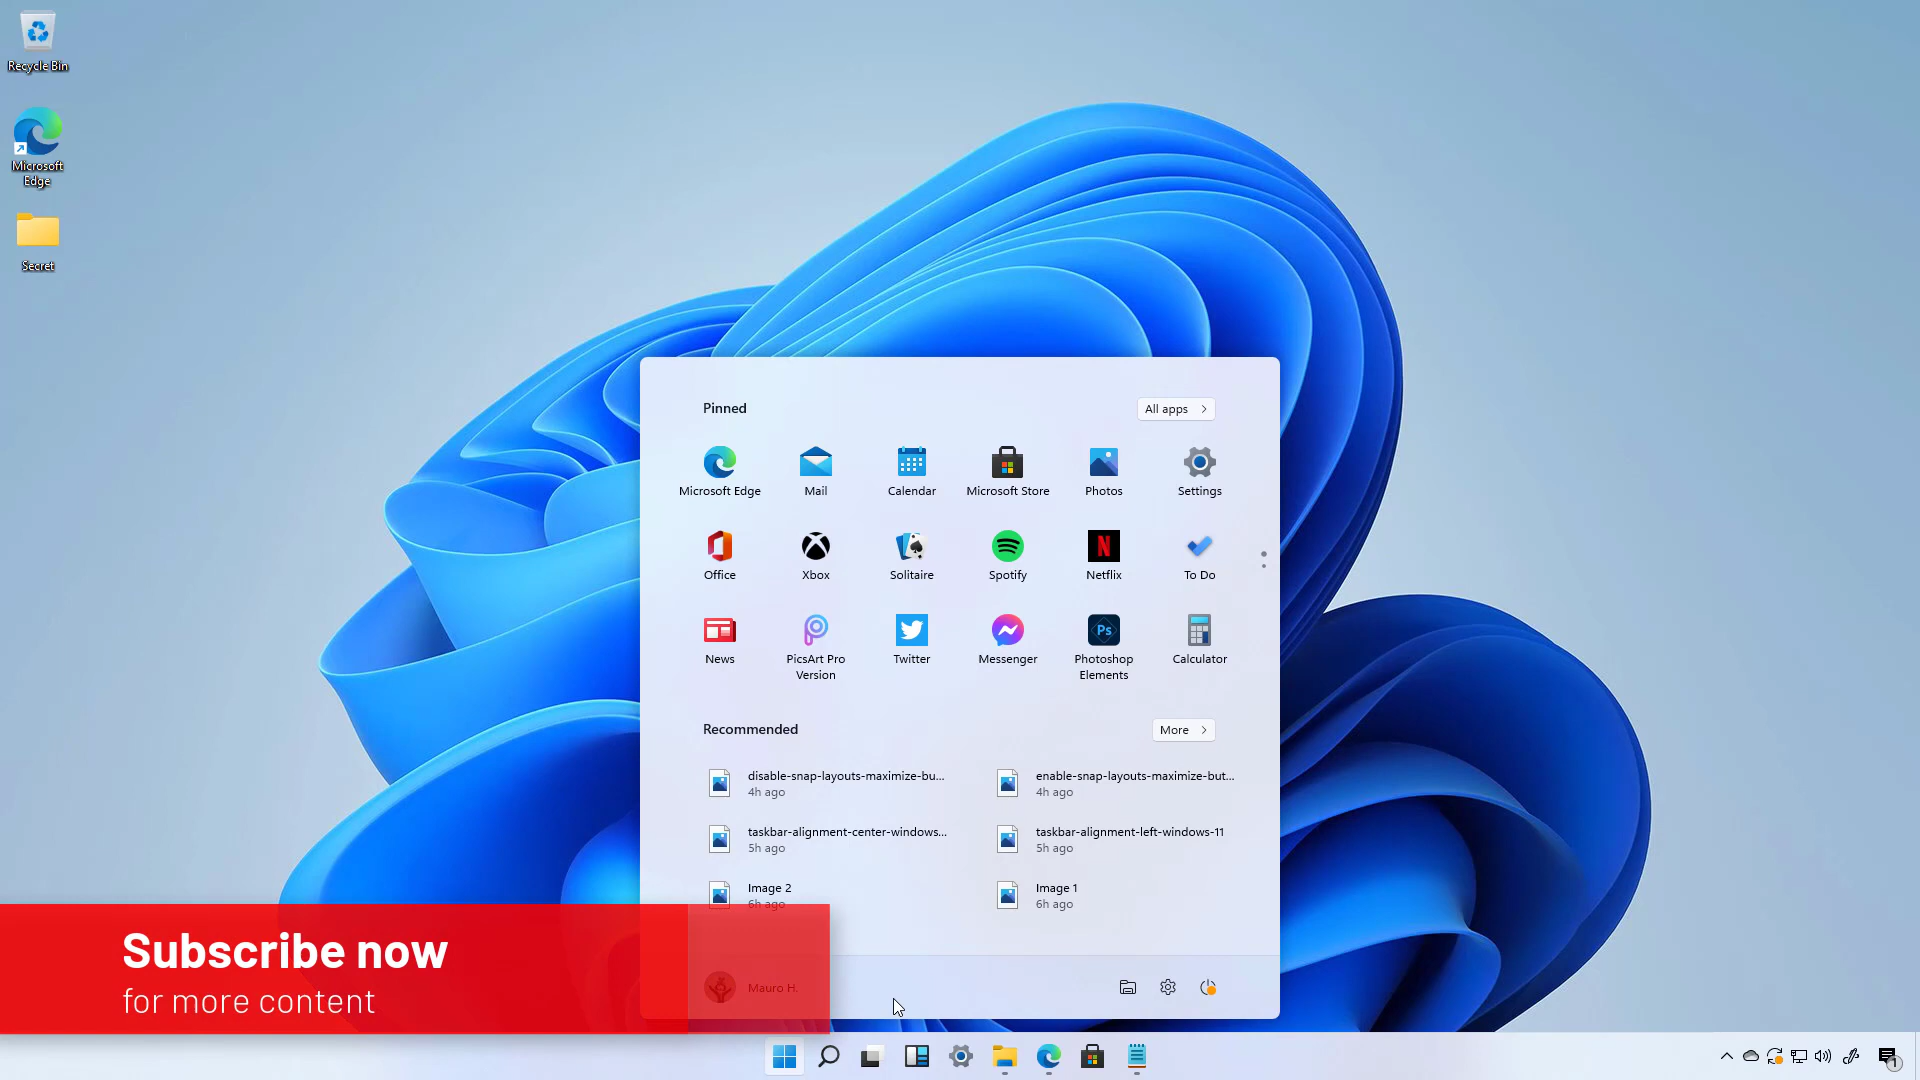 Recycle Bin
Microsoft
Edge
Secret
Pinned
All apps
Microsoft Edge
Mail
Calendar
Microsoft Store
Photos
Settings
Office
Xbox
Solitaire
Spotify
Netflix
To Do
News
PicsArt Pro
Version
Twitter
Messenger
Ps
Photoshop
Elements
Calculator
Recommended
More
disable-snap-layouts-maximize-bu...
4h ago
enable-snap-layouts-maximize-but...
4h ago
taskbar-alignment-center-windows...
5h ago
taskbar-alignment-left-windows-11
5h ago
Image 2
6h ago
Image 1
6h ago
Subscribe now
for more content
Mauro H.
1